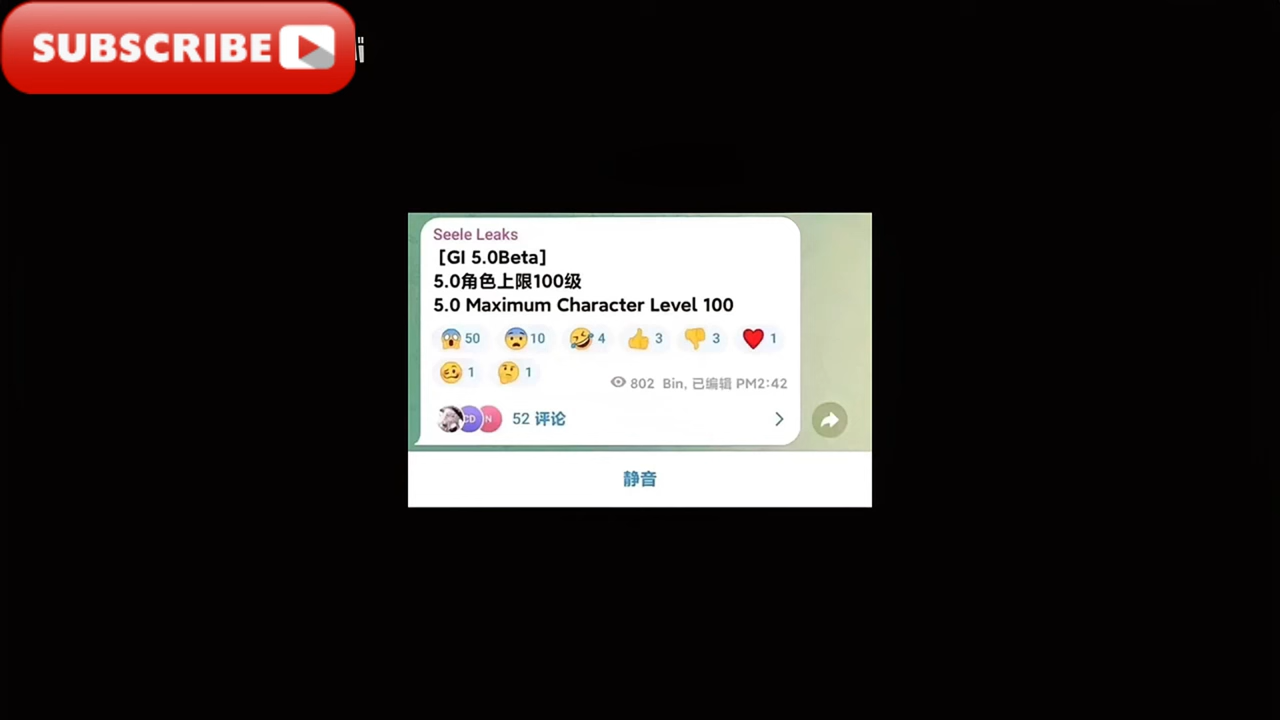 SUBSCRIBE
Seele Leaks
[GI 5.0Beta]
5.0角色上限100级
5.0 Maximum Character Level 100
50 10 4 3 3 1
1 1
802 Bin, 已编辑 PM2:42
CD N 52 评论
静音